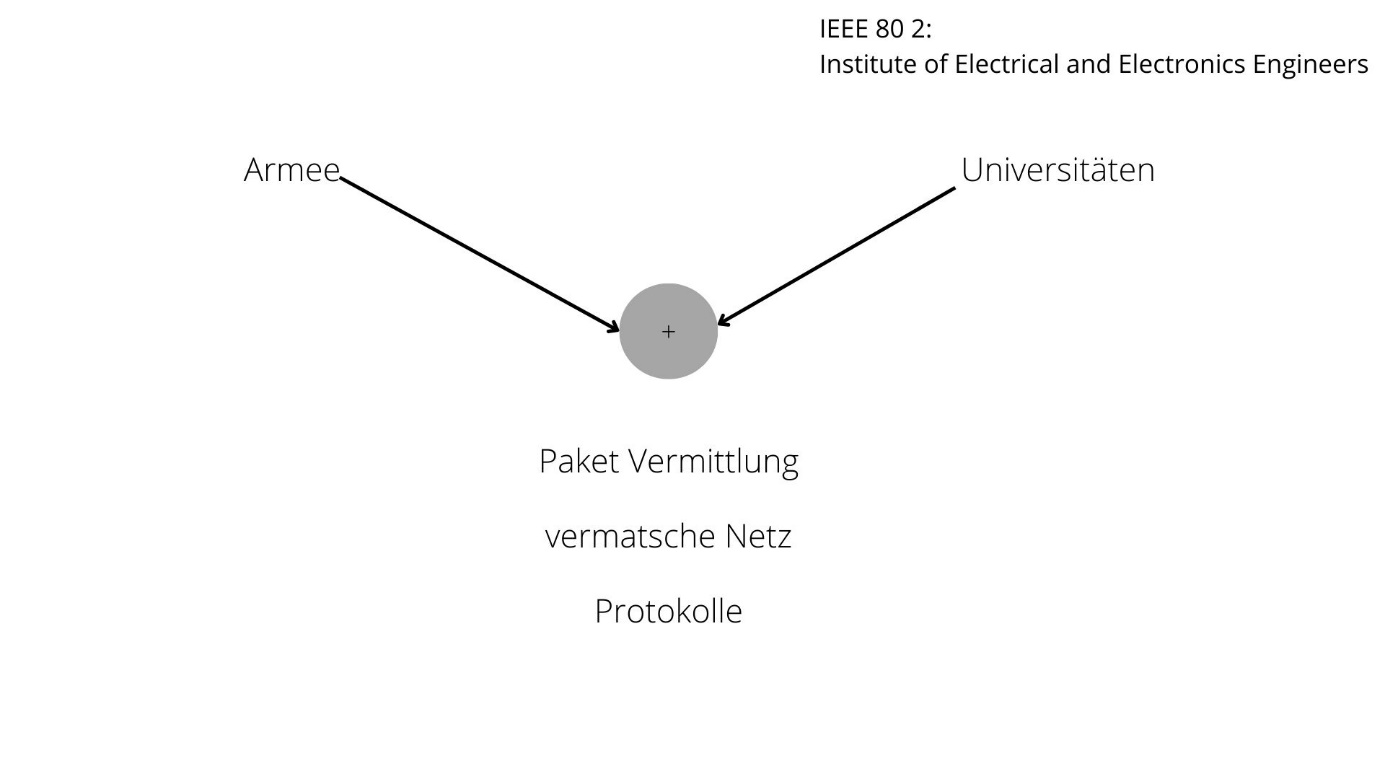 IEEE 80 2:
Institute of Electrical and Electronics Engineers
Armee
Universitäten
+
Paket Vermittlung
vermatsche Netz
Protokolle